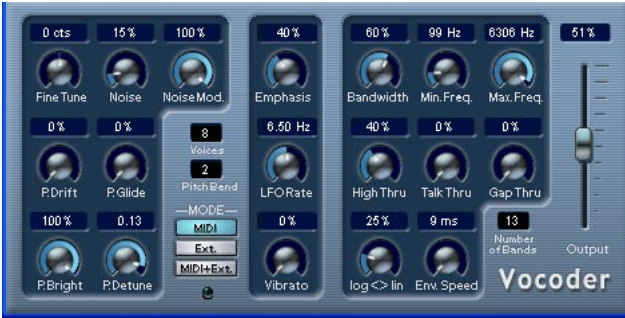 0 cts 15% 100% 40% 60% 99 Hz 6306 Hz 51%
Fine Tune Noise Noise Mod. Emphasis Bandwidth Min.Freq. Max.Freq.
0% 0% 8 6.50 Hz 40% 0% 0%
Voices
2
P.Drift P.Glide Pitch Bend LFO Rate High Thru Talk Thru Gap Thru
MODE
100% 0.13 MIDI 0% 25% 9 ms 13
Number
of Bands
Ext. Output
MIDI+Ext.
P.Bright P.Detune Vibrato log<>lin Env. Speed Vocoder